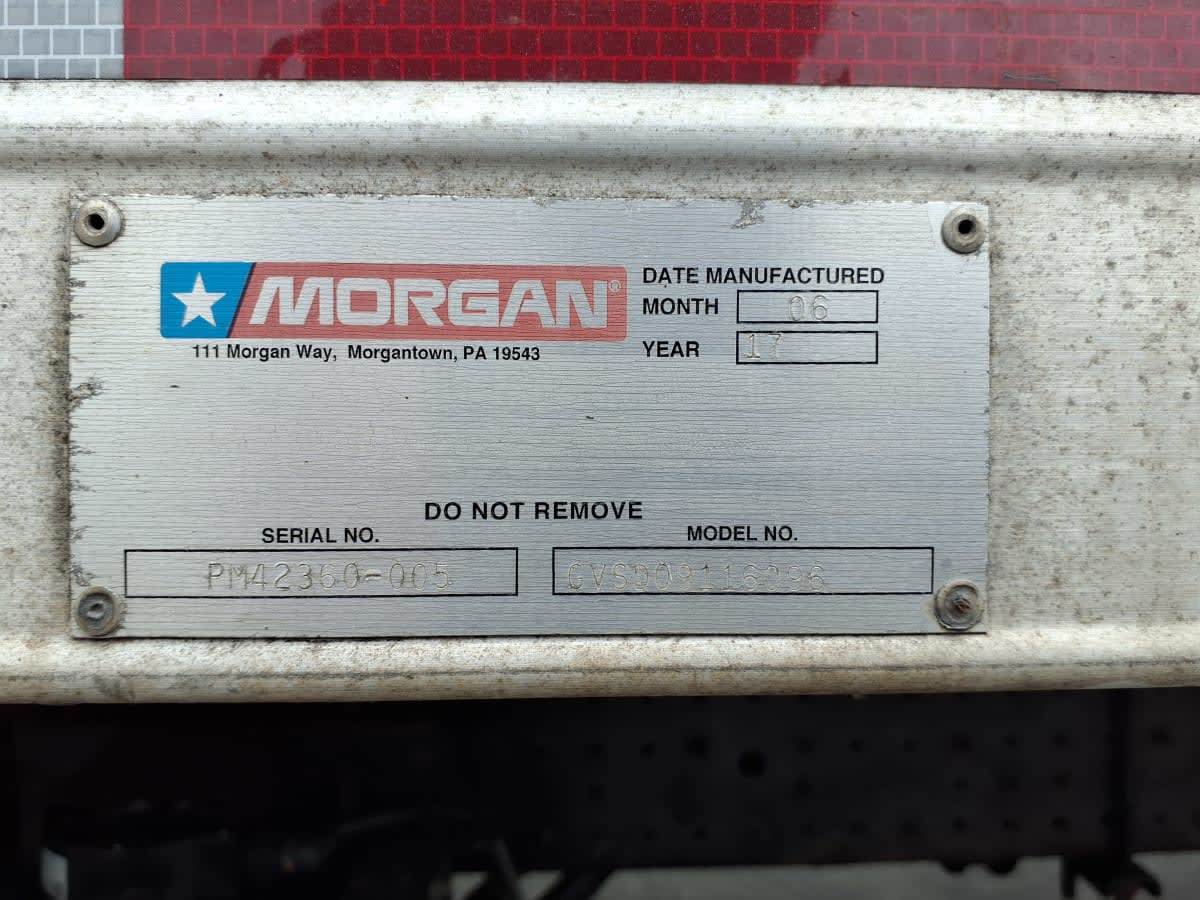 MORGAN®
111 Morgan Way, Morgantown, PA 19543
DATE MANUFACTURED
MONTH 06
YEAR 17
DO NOT REMOVE
SERIAL NO.
PM42360-005
MODEL NO.
GVSD09116096